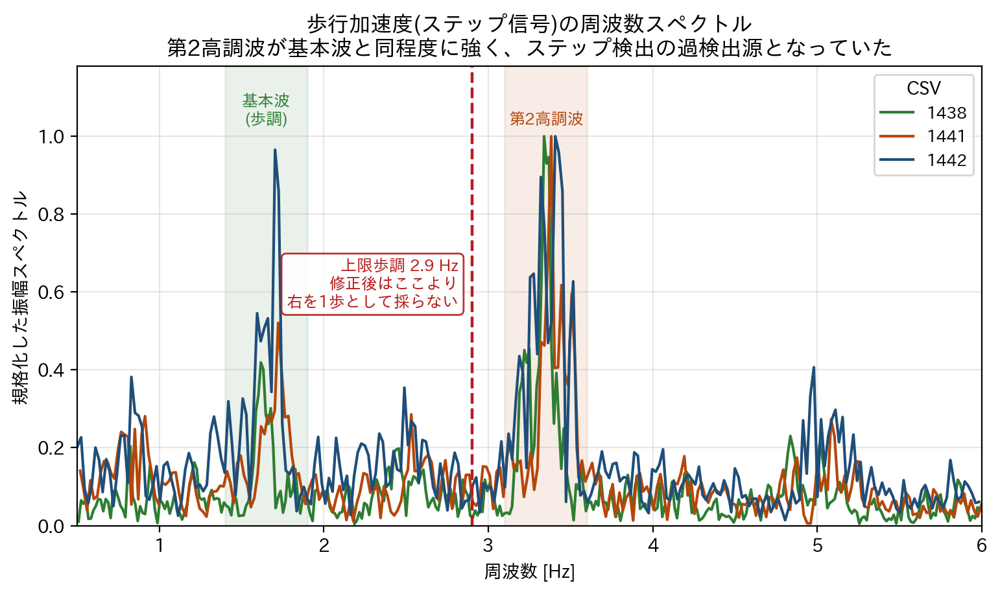 歩行加速度(ステップ信号)の周波数スペクトル
第2高調波が基本波と同程度に強く、ステップ検出の過検出源となっていた
基本波
(歩調)
第2高調波
CSV
1438
1441
1442
上限歩調 2.9 Hz
修正後はここより
右を1歩として採らない
規格化した振幅スペクトル
1.0
0.8
0.6
0.4
0.2
0.0
1
2
3
4
5
6
周波数 [Hz]